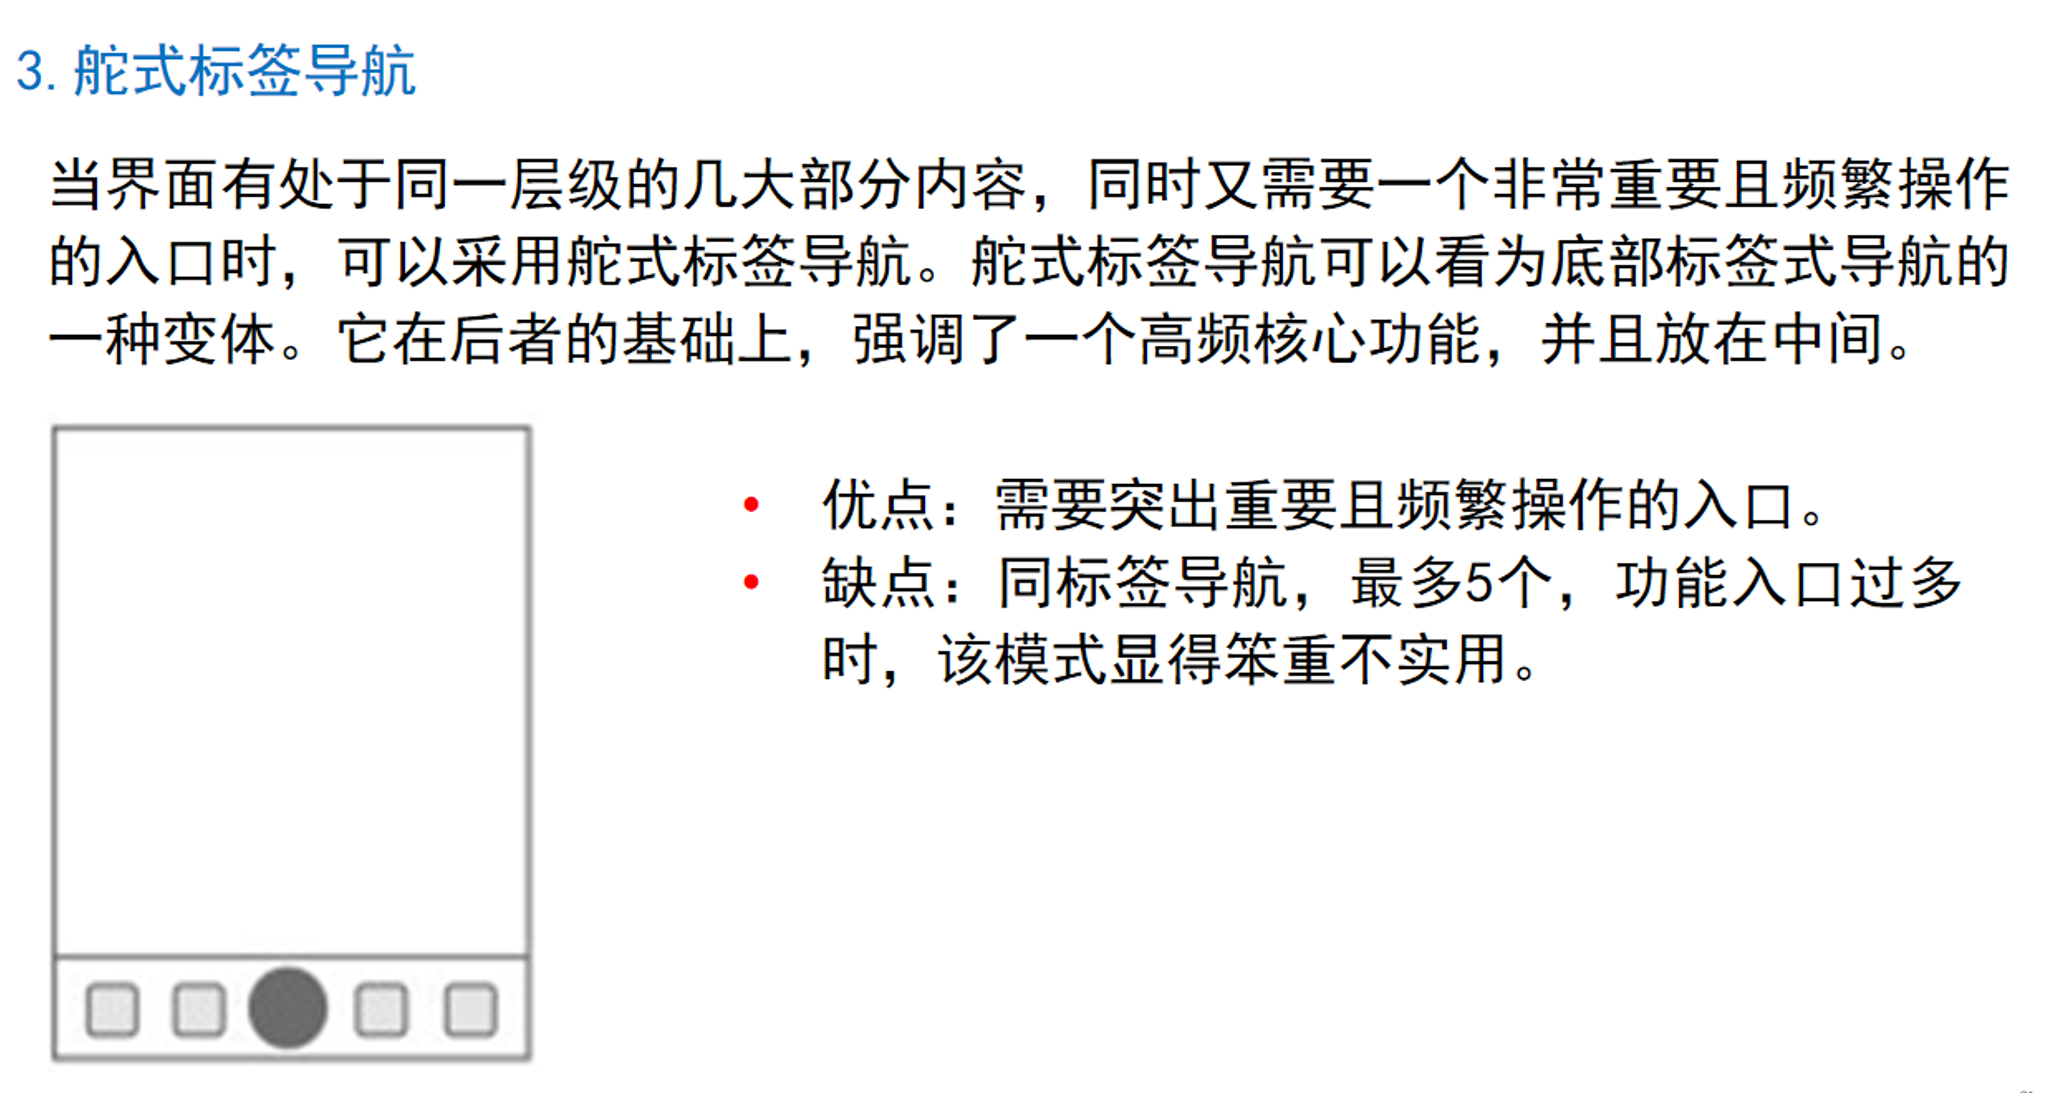 3. 舵式标签导航
当界面有处于同一层级的几大部分内容，同时又需要一个非常重要且频繁操作
的入口时，可以采用舵式标签导航。舵式标签导航可以看为底部标签式导航的
一种变体。它在后者的基础上，强调了一个高频核心功能，并且放在中间。
• 优点：需要突出重要且频繁操作的入口。
• 缺点：同标签导航，最多5个，功能入口过多
时，该模式显得笨重不实用。